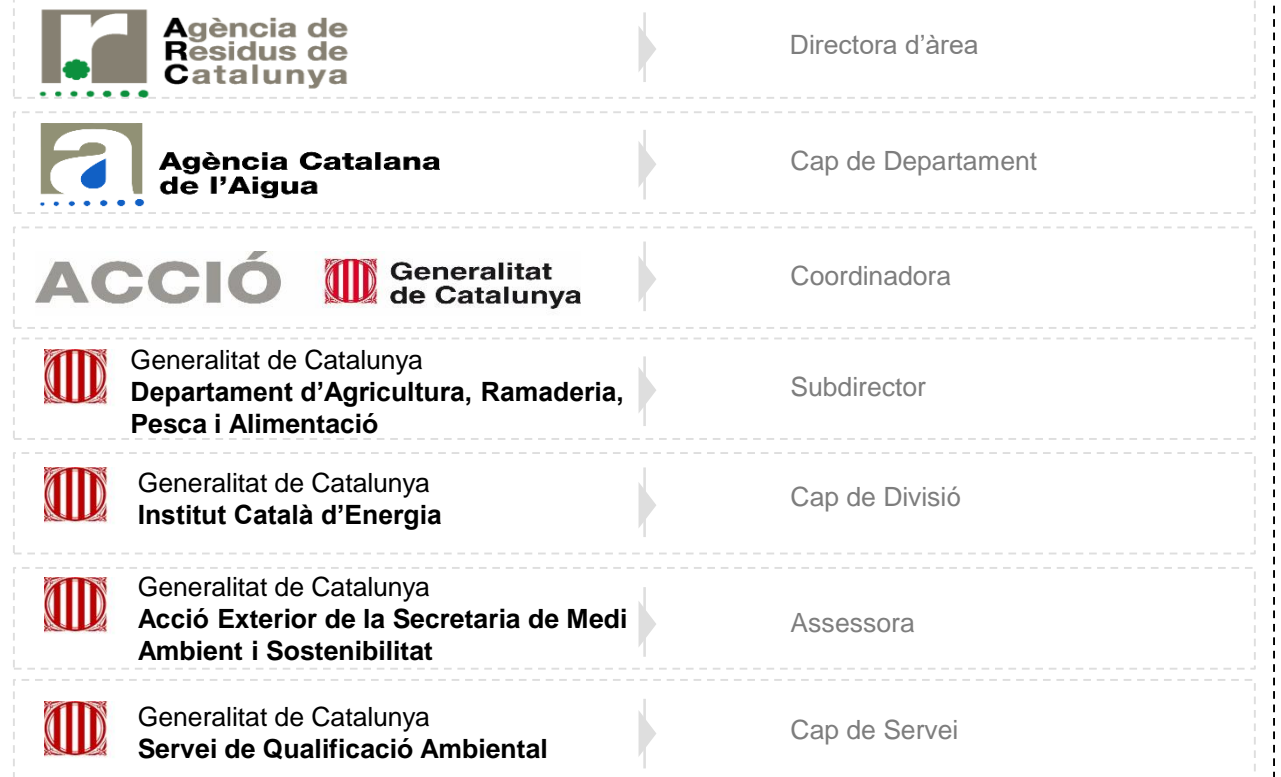 Agència de
Residus de
Catalunya
Directora d’àrea
Agència Catalana
de l’Aigua
Cap de Departament
ACCIÓ
Generalitat
de Catalunya
Coordinadora
Generalitat de Catalunya
Departament d’Agricultura, Ramaderia,
Pesca i Alimentació
Subdirector
Generalitat de Catalunya
Institut Català d’Energia
Cap de Divisió
Generalitat de Catalunya
Acció Exterior de la Secretaria de Medi
Ambient i Sostenibilitat
Assessora
Generalitat de Catalunya
Servei de Qualificació Ambiental
Cap de Servei